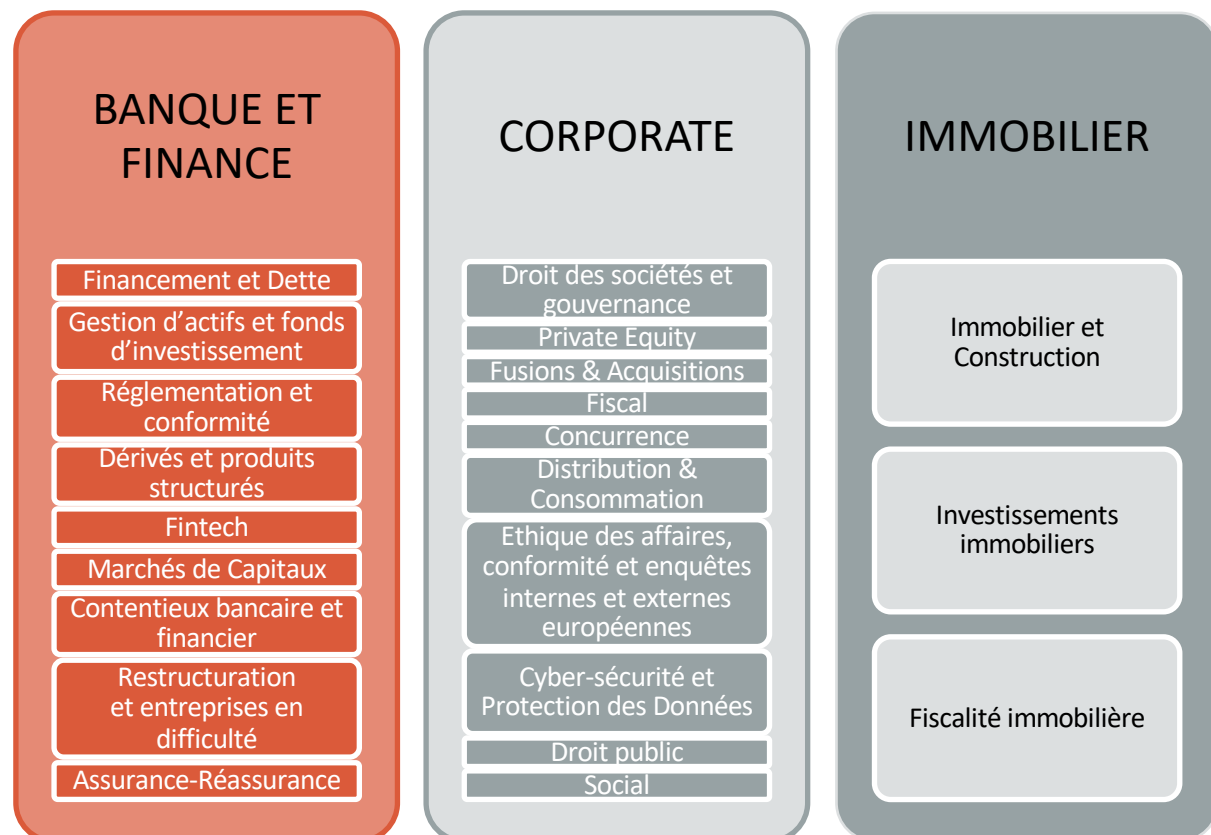 BANQUE ET
FINANCE
Financement et Dette
Gestion d’actifs et fonds
d’investissement
Réglementation et
conformité
Dérivés et produits
structurés
Fintech
Marchés de Capitaux
Contentieux bancaire et
financier
Restructuration
et entreprises en
difficulté
Assurance-Réassurance
CORPORATE
Droit des sociétés et
gouvernance
Private Equity
Fusions & Acquisitions
Fiscal
Concurrence
Distribution &
Consommation
Ethique des affaires,
conformité et enquêtes
internes et externes
européennes
Cyber-sécurité et
Protection des Données
Droit public
Social
IMMOBILIER
Immobilier et
Construction
Investissements
immobiliers
Fiscalité immobilière